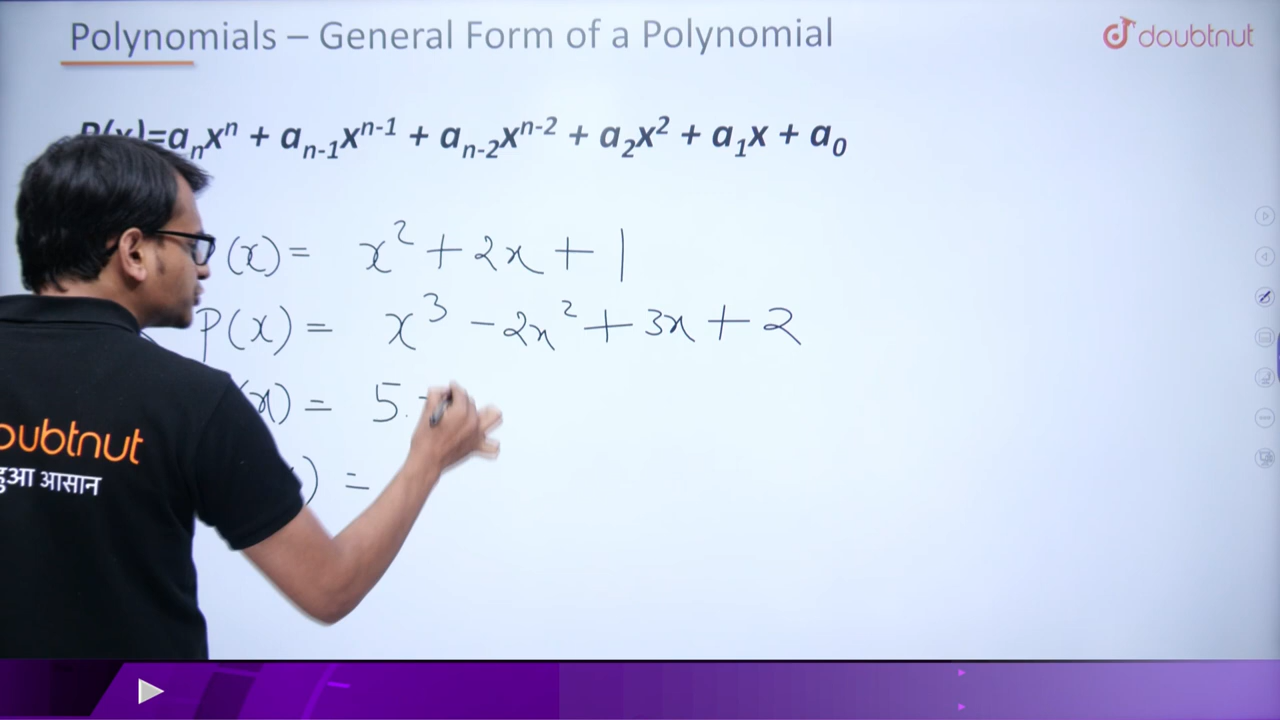 Polynomials – General Form of a Polynomial
doubtnut
P(x)=aₙxⁿ + aₙ₋₁xⁿ⁻¹ + aₙ₋₂xⁿ⁻² + a₂x² + a₁x + a₀
(x) = x² + 2x + 1
P(x) = x³ - 2x² + 3x + 2
(x) = 5.
) =
oubtnut
हुआ आसान